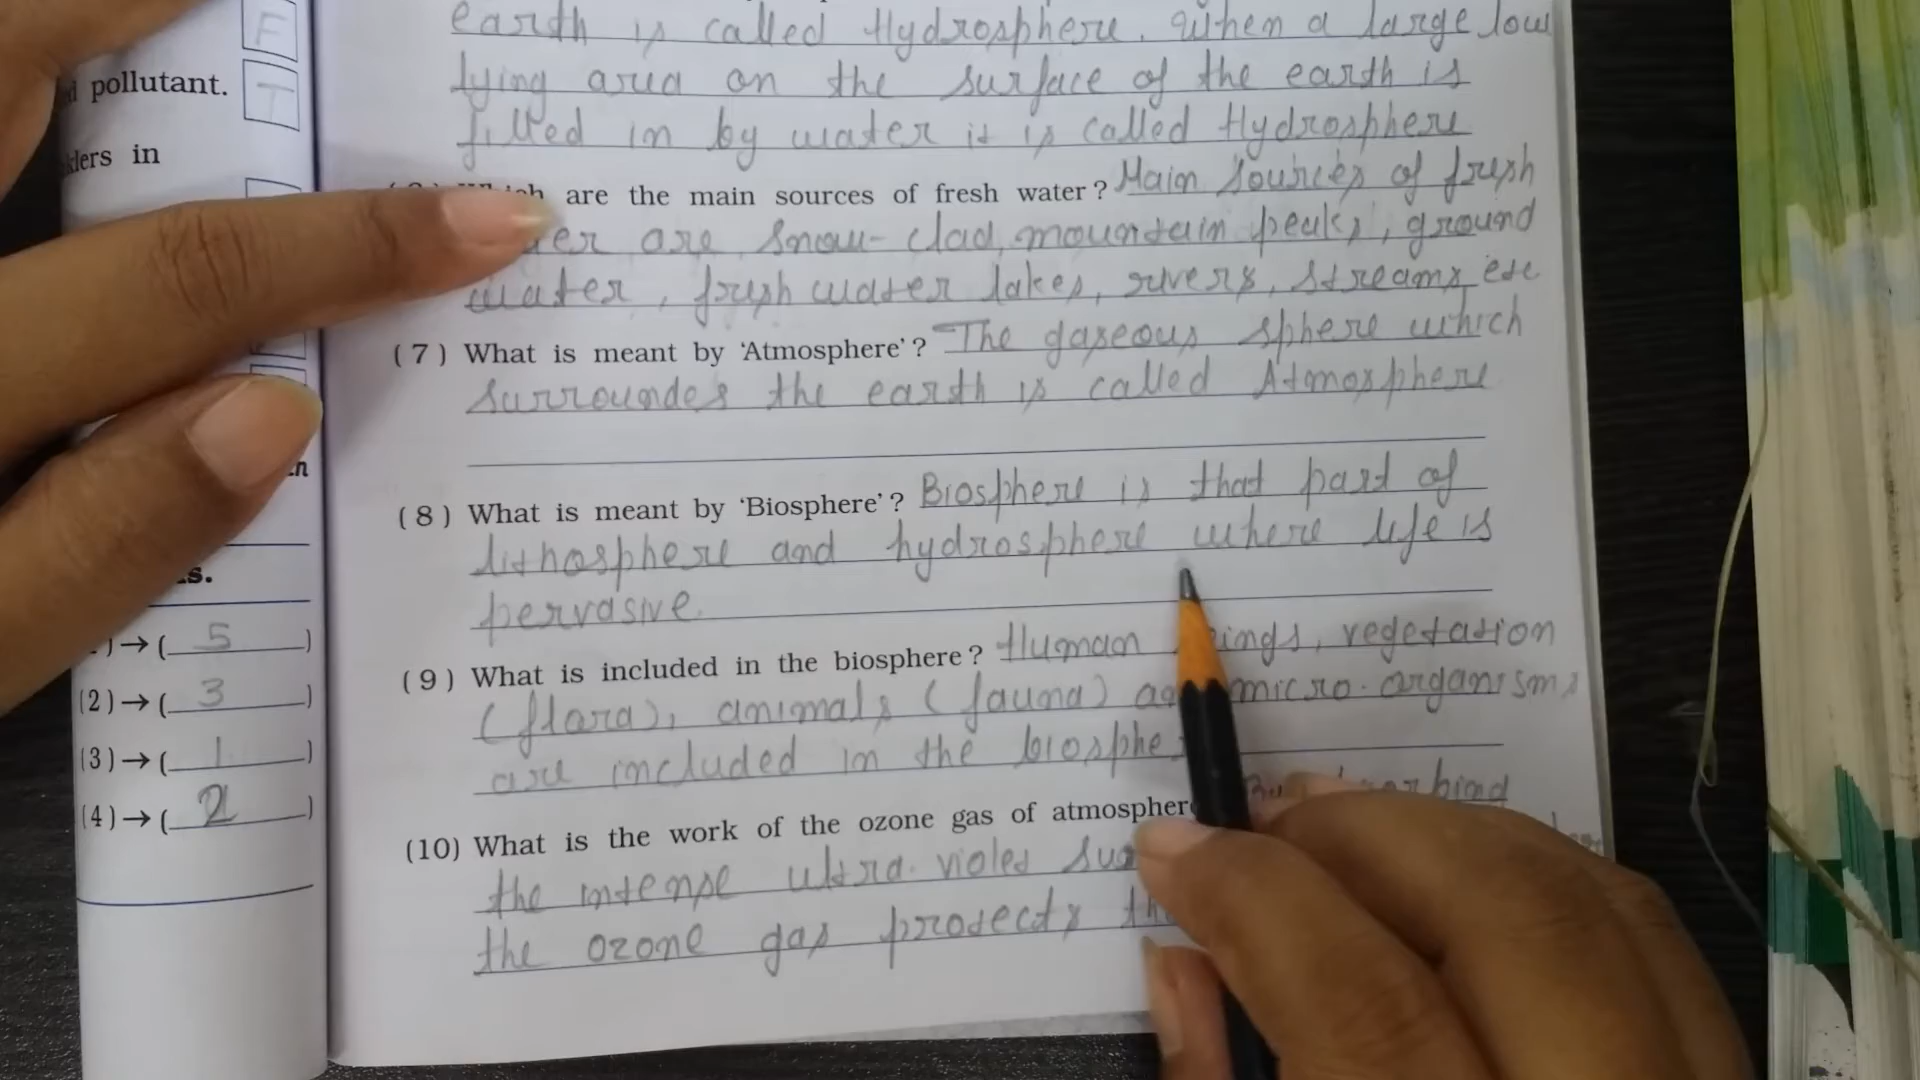 F
pollutant.
T
ders in
n
s.
) → ( 5 )
(2) → ( 3 )
(3) → ( 1 )
(4) → ( 2 )
earth is called Hydrosphere. When a large low
lying area on the surface of the earth is
filled in by water it is called Hydrosphere
are the main sources of fresh water? Main Sources of fresh
are Snow-clad, mountain peaks, ground
water, fresh water lakes, rivers, streams etc
(7) What is meant by 'Atmosphere'? The gaseous sphere which
surroundes the earth is called Atmosphere
(8) What is meant by 'Biosphere'? Biosphere is that part of
lithosphere and hydrosphere where life is
pervasive.
(9) What is included in the biosphere? Human ings, vegetation
(flora), animals (fauna) micro-organisms
are included in the biosphe
(10) What is the work of the ozone gas of atmospher
the intense ultra-violet
the ozone gas protects